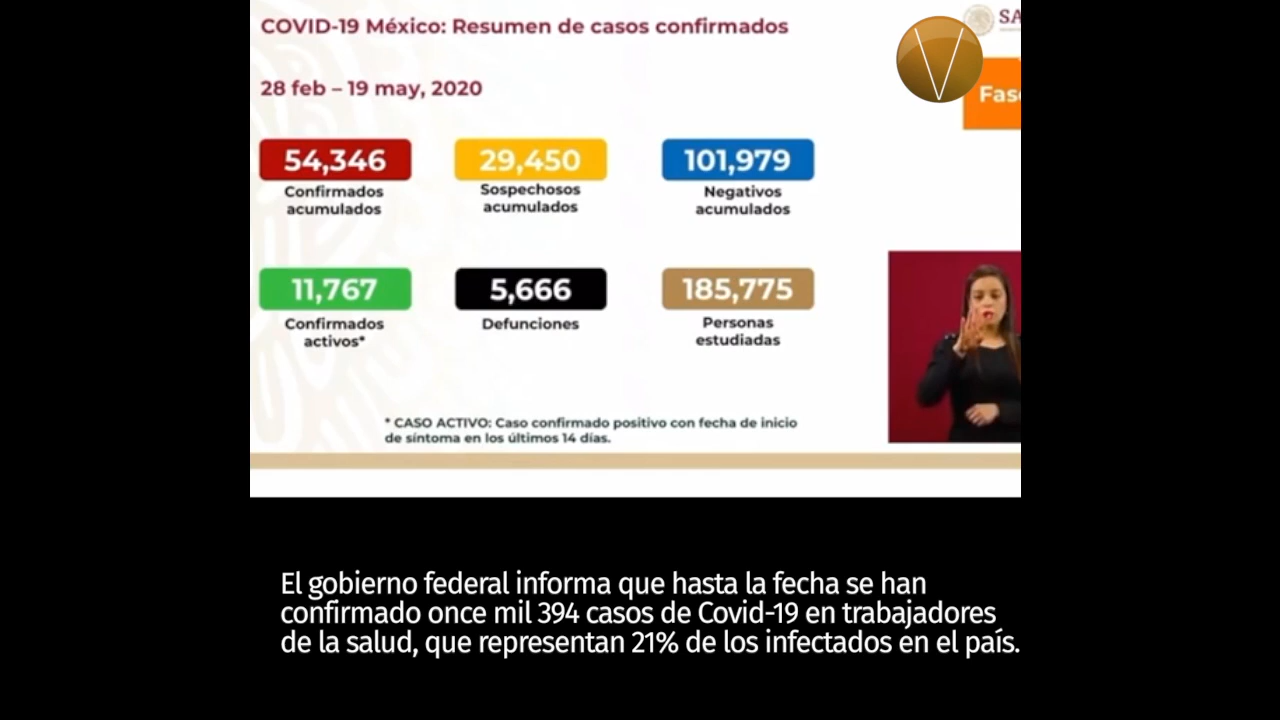 COVID-19 México: Resumen de casos confirmados
SA
28 feb – 19 may, 2020
Fas
54,346
29,450
101,979
Confirmados
acumulados
Sospechosos
acumulados
Negativos
acumulados
11,767
5,666
185,775
Confirmados
activos*
Defunciones
Personas
estudiadas
* CASO ACTIVO: Caso confirmado positivo con fecha de inicio
de síntoma en los últimos 14 días.
El gobierno federal informa que hasta la fecha se han
confirmado once mil 394 casos de Covid-19 en trabajadores
de la salud, que representan 21% de los infectados en el país.